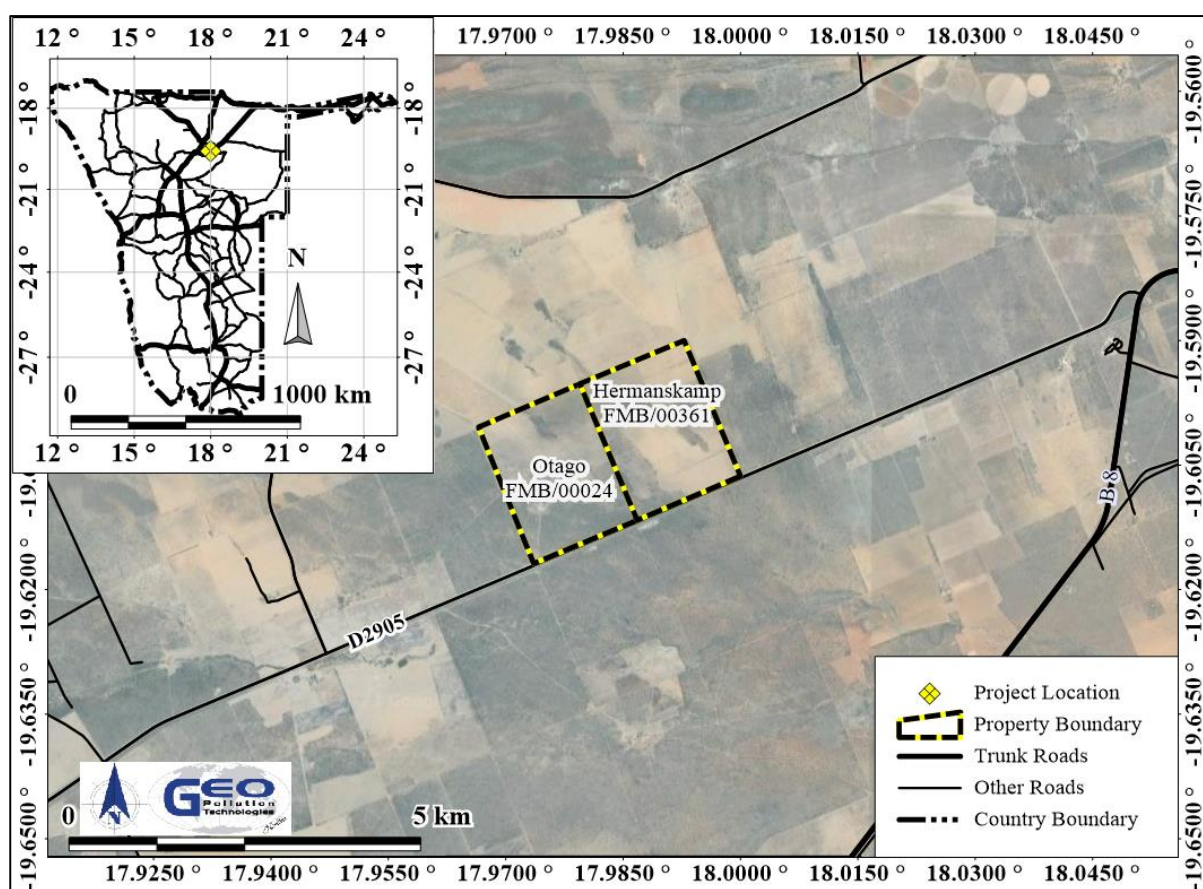 12 ° 15 ° 18 ° 21 ° 24 °
17.9700 ° 17.9850 ° 18.0000 ° 18.0150 ° 18.0300 ° 18.0450 °
-18 °
-21 °
-24 °
-27 °
-18 °
-21 °
-24 °
-27 °
N
0 1000 km
12 ° 15 ° 18 ° 21 ° 24 °
-19.5600 °
-19.5750 °
-19.5900 °
-19.6050 °
-19.6200 °
-19.6350 °
-19.6500 °
Hermanskamp
FMB/00361
Otago
FMB/00024
B-8
D2905
-19.6200 °
-19.6350 °
-19.6500 °
Project Location
Property Boundary
Trunk Roads
Other Roads
Country Boundary
N
GEO
Pollution
Technologies
0 5 km
17.9250 ° 17.9400 ° 17.9550 ° 17.9700 ° 17.9850 ° 18.0000 ° 18.0150 ° 18.0300 ° 18.0450 °